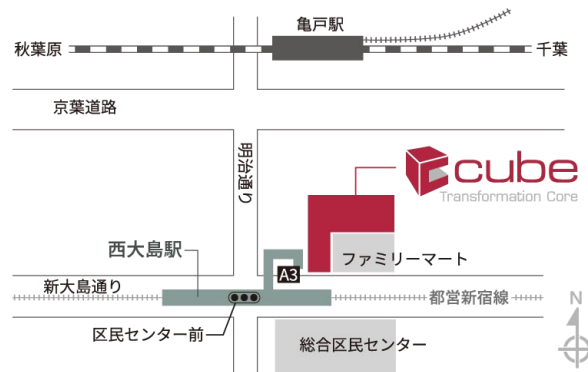 亀戸駅
秋葉原
千葉
京葉道路
明治通り
cube
Transformation Core
西大島駅
A3
ファミリーマート
新大島通り
都営新宿線
N
区民センター前
総合区民センター